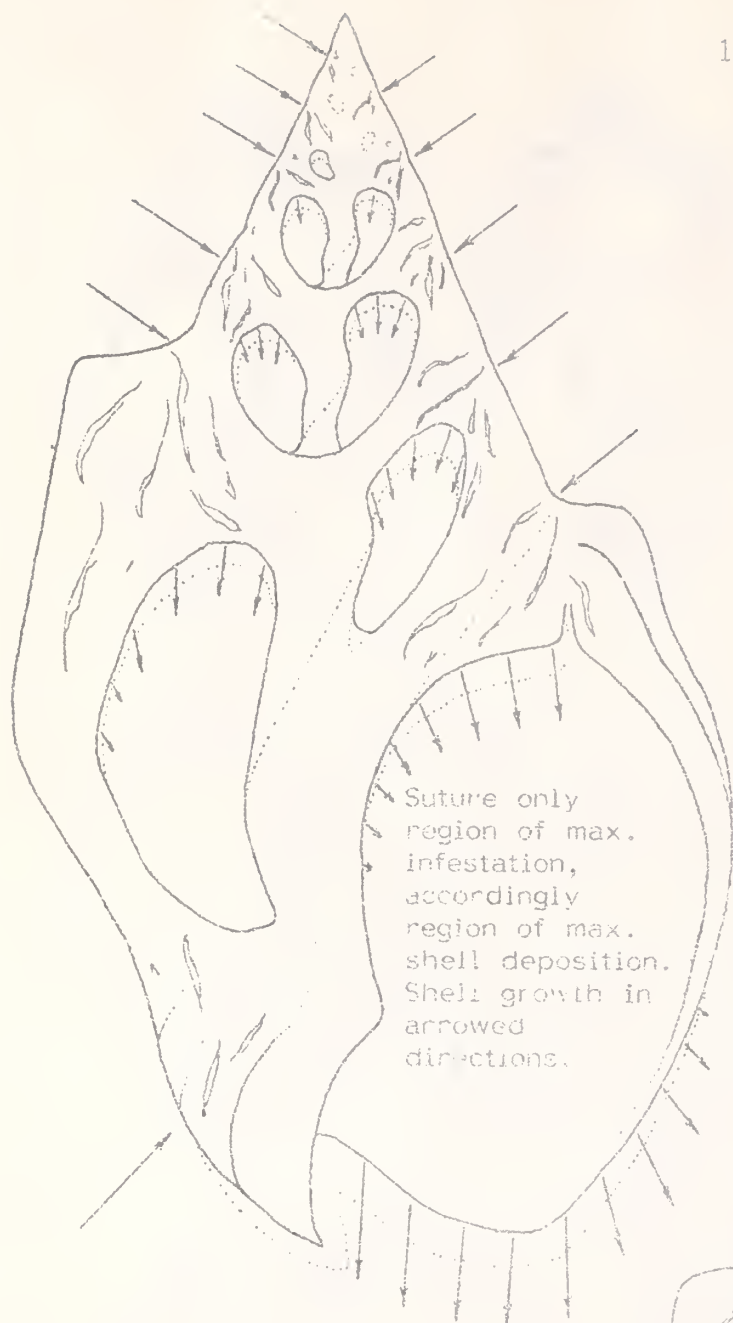 1
Suture only
region of max.
infestation,
accordingly
region of max.
shell deposition.
Shell growth in
arrowed
directions.